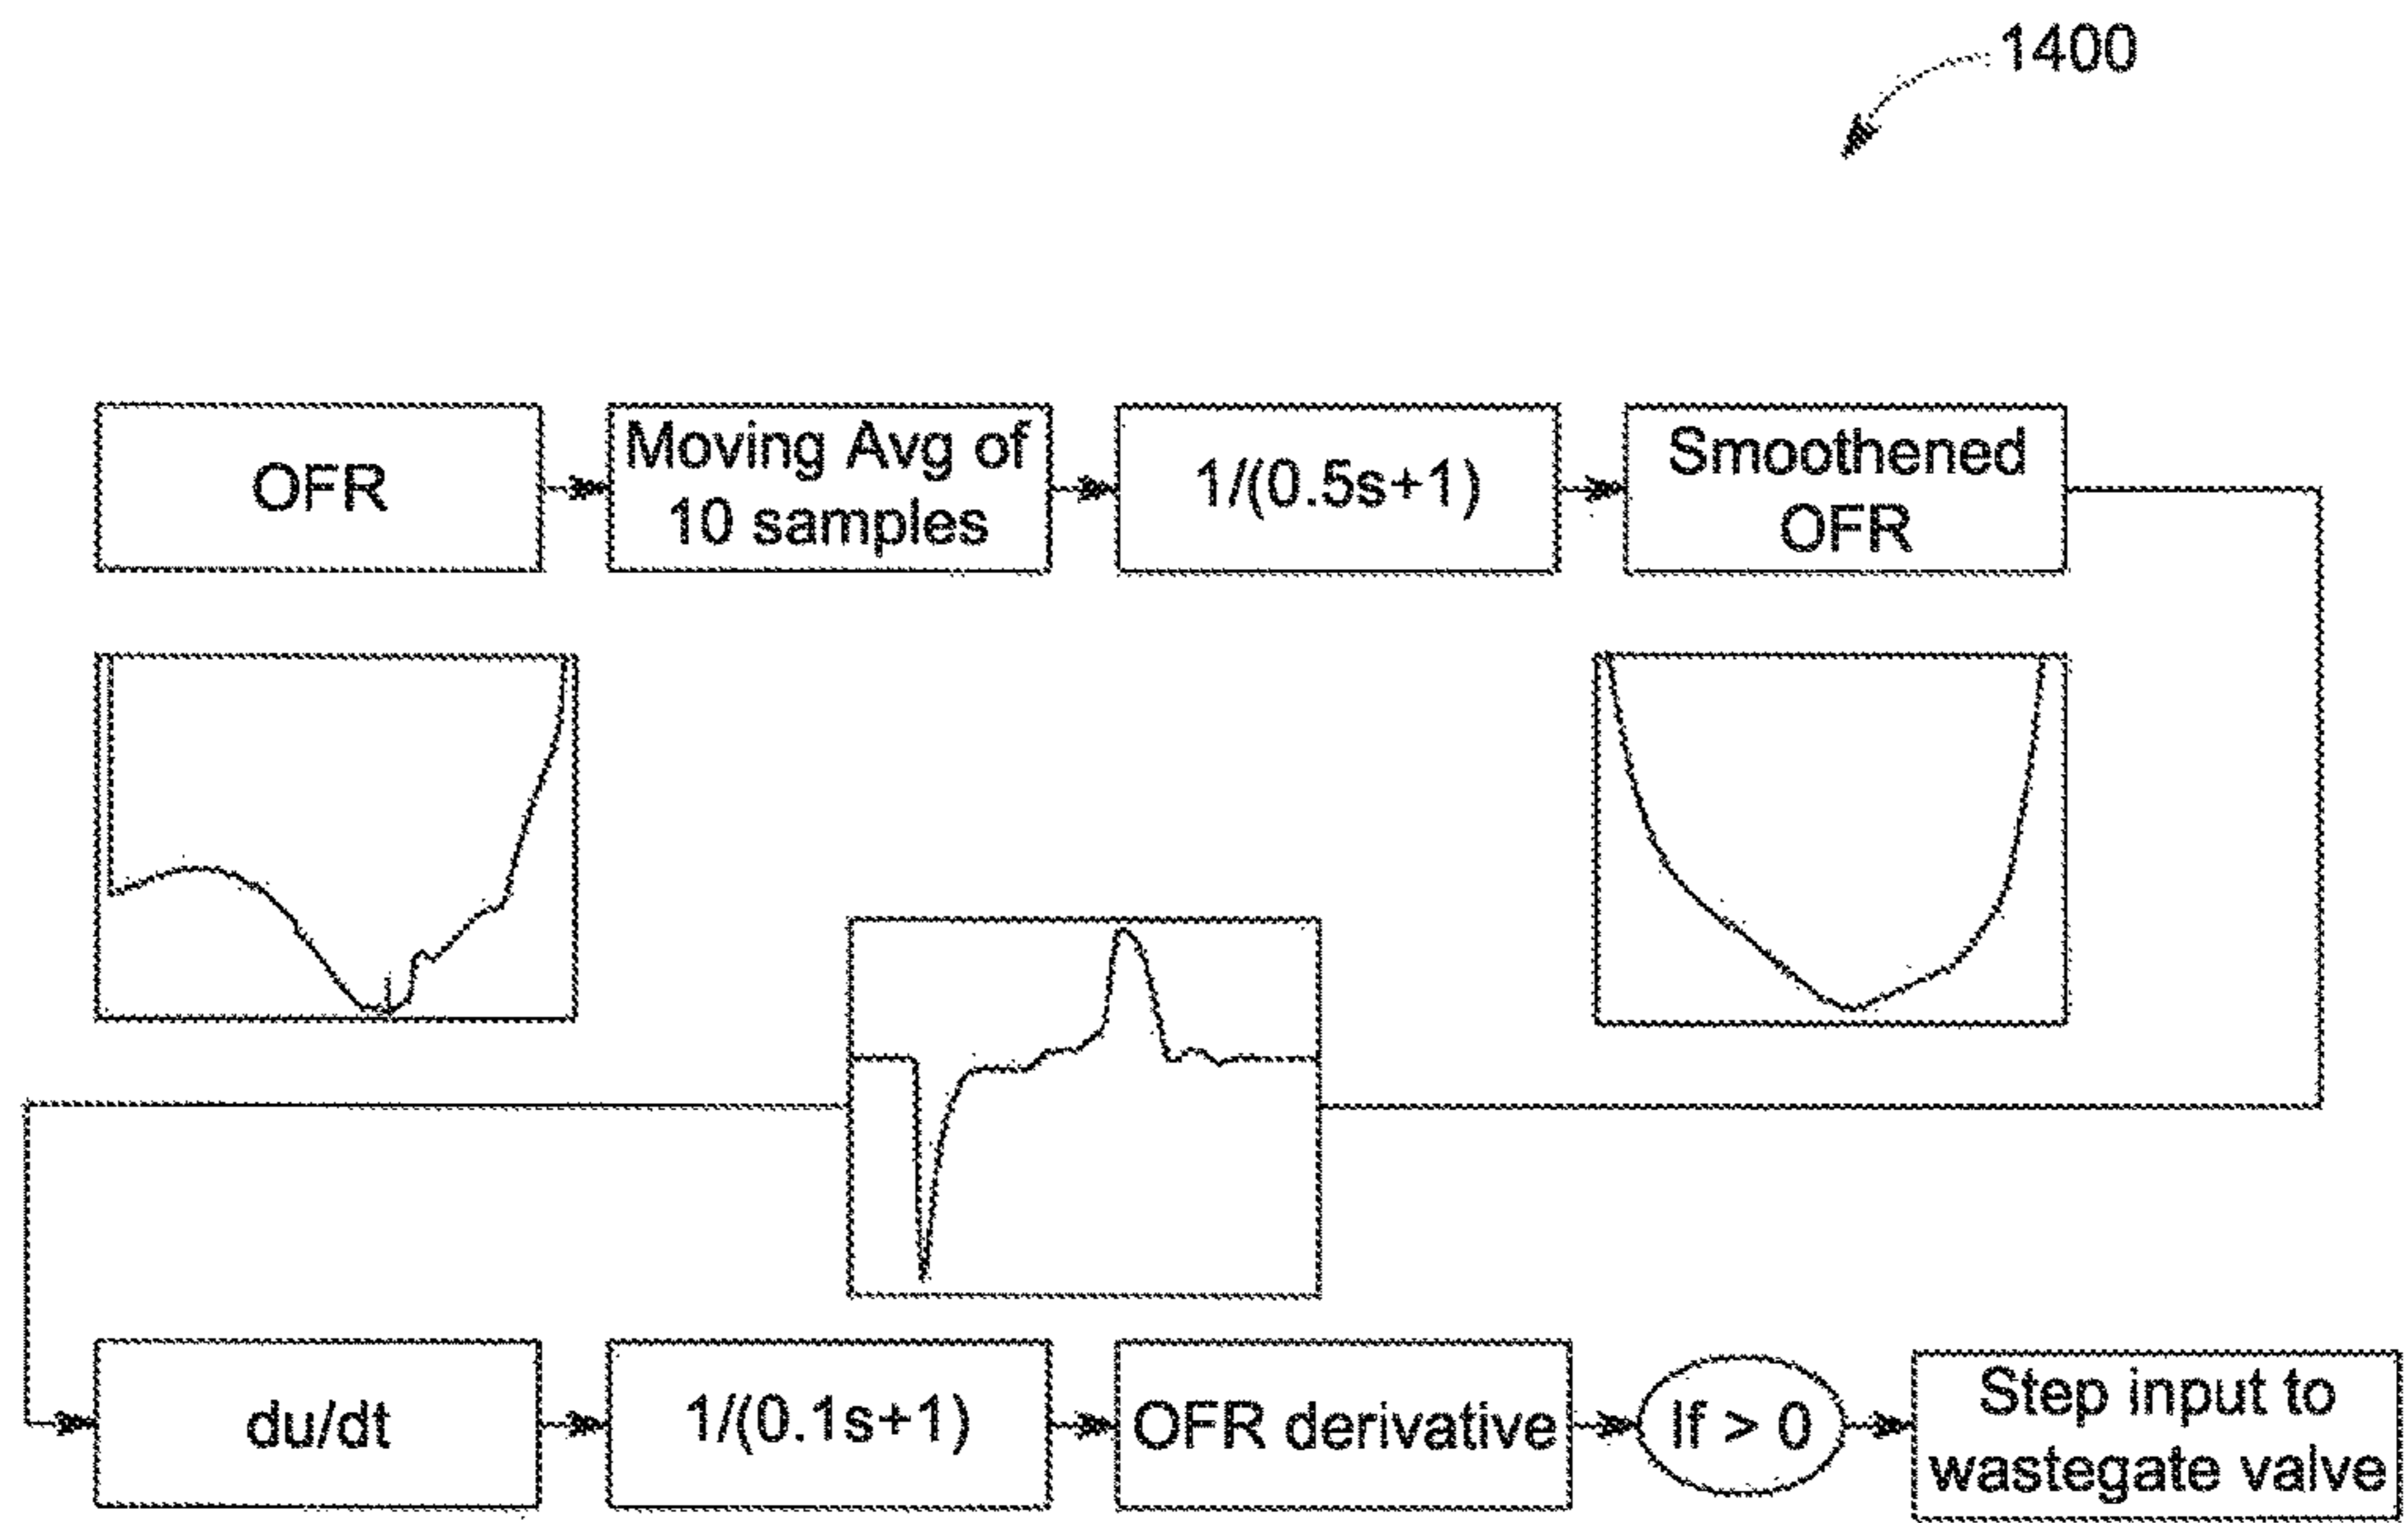 1400
OFR
Moving Avg of
10 samples
1/(0.5s+1)
Smoothened
OFR
du/dt
1/(0.1s+1)
OFR derivative
If > 0
Step input to
wastegate valve